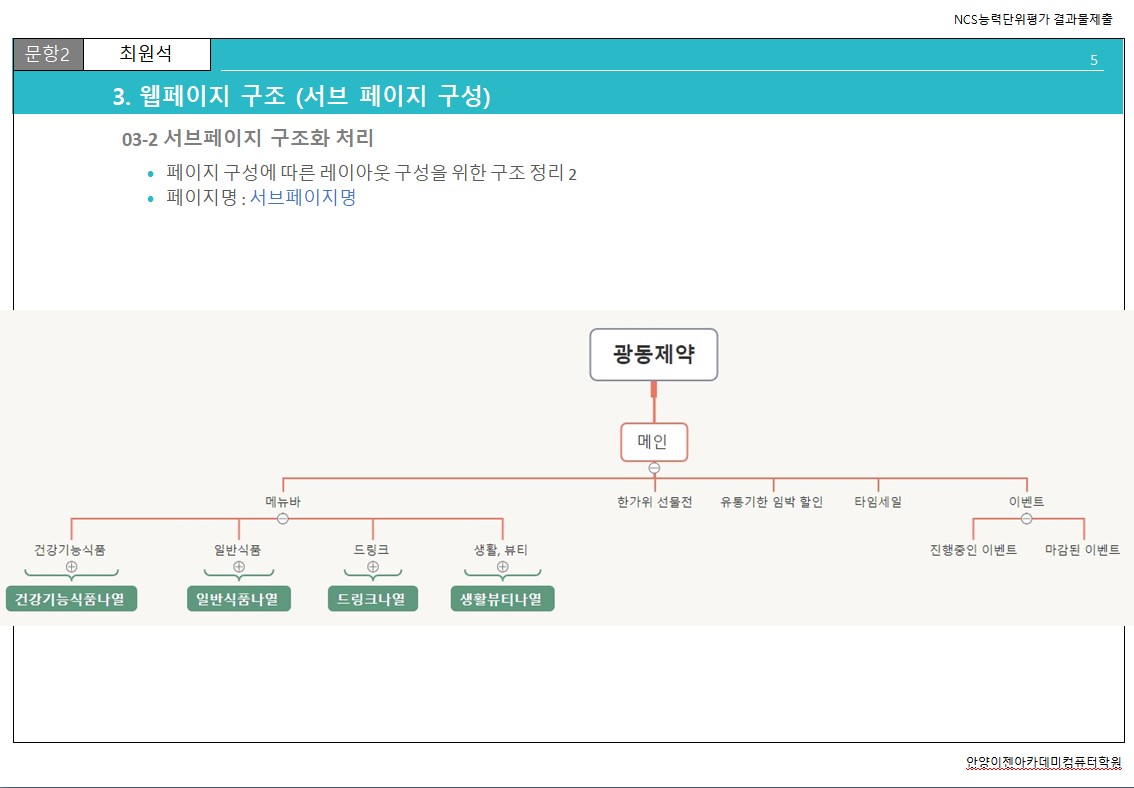 NCS능력단위평가 결과물제출
문항2 최원석
5
3. 웹페이지 구조 (서브 페이지 구성)
03-2 서브페이지 구조화 처리
• 페이지 구성에 따른 레이아웃 구성을 위한 구조 정리 2
• 페이지명 : 서브페이지명
광동제약
메인
메뉴바 한가위 선물전 유통기한 임박 할인 타임세일 이벤트
건강기능식품 일반식품 드링크 생활, 뷰티 진행중인 이벤트 마감된 이벤트
건강기능식품나열 일반식품나열 드링크나열 생활뷰티나열
안양이젠아카데미컴퓨터학원